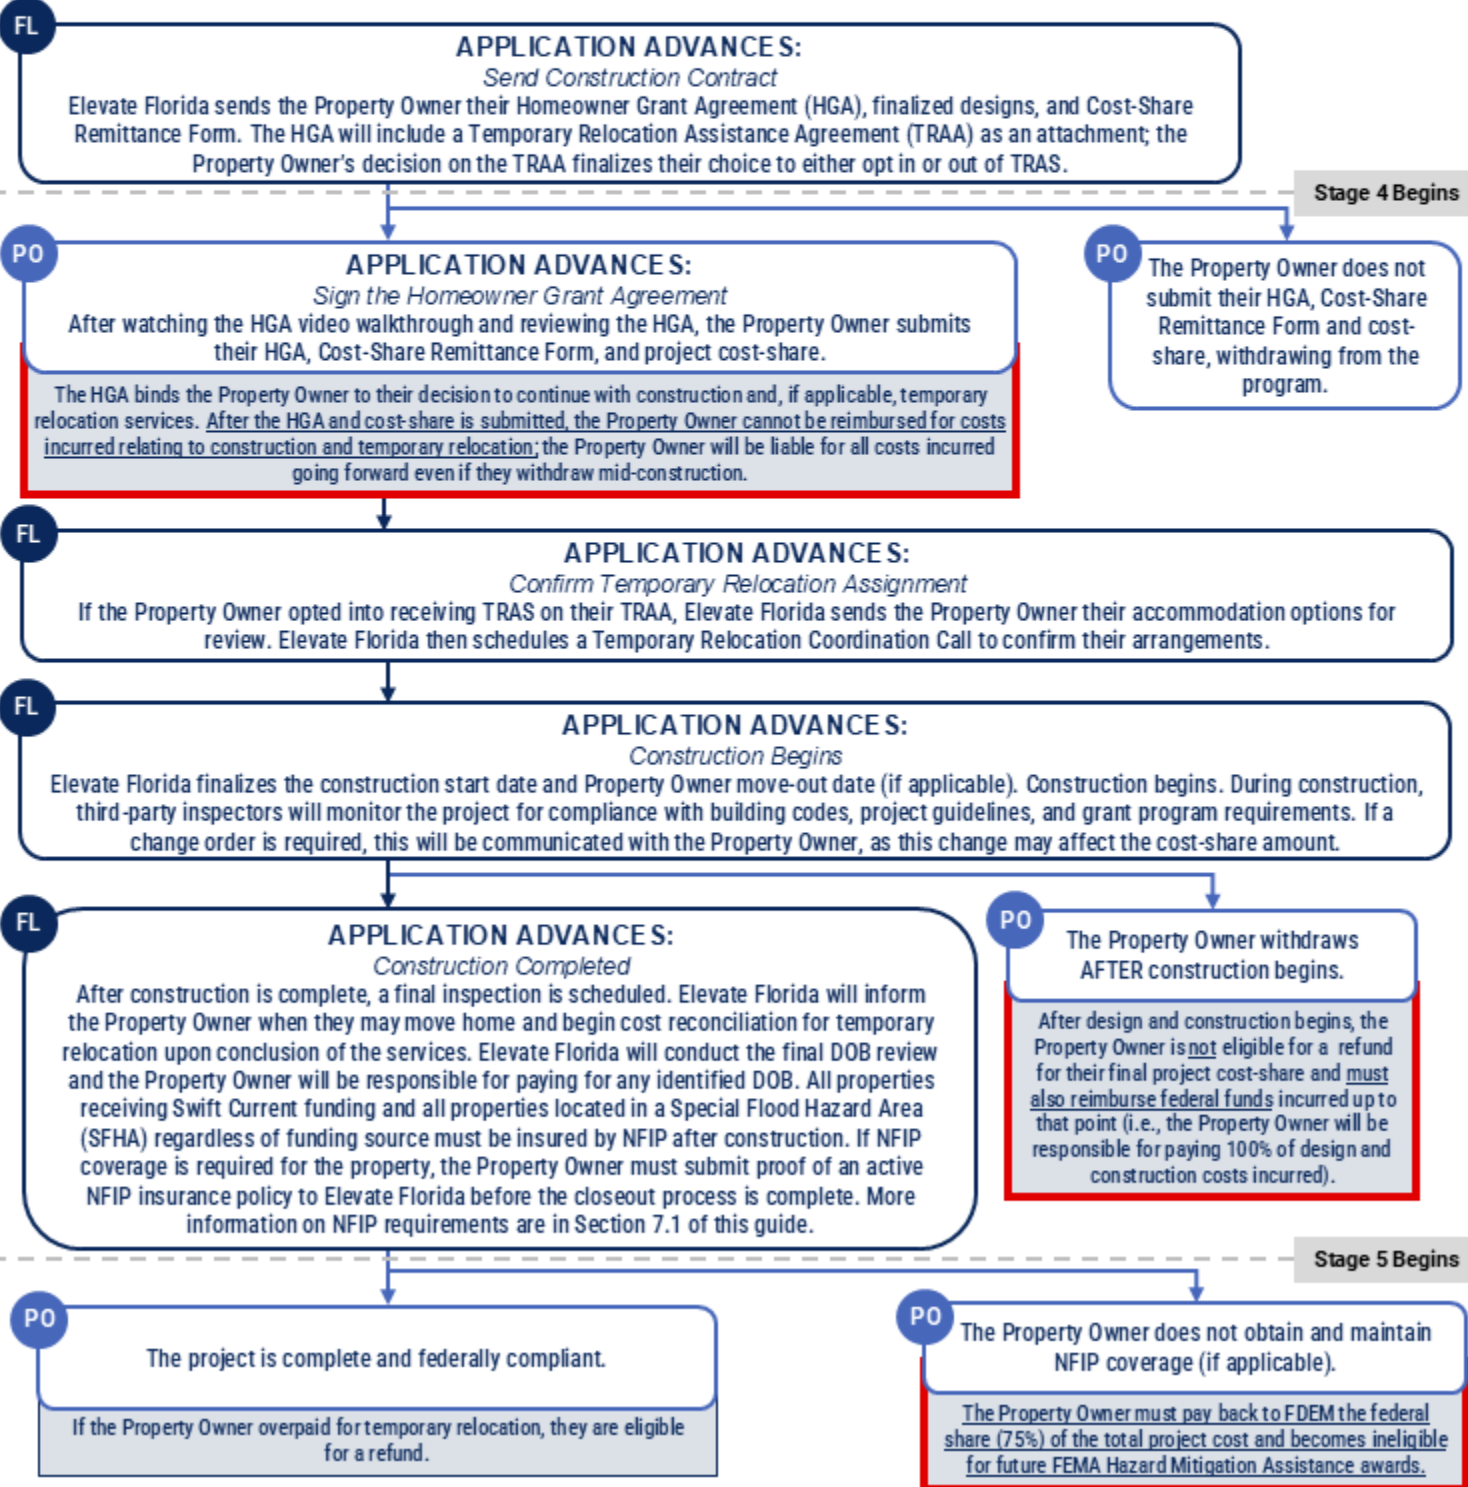 FL
APPLICATION ADVANCES:
Send Construction Contract
Elevate Florida sends the Property Owner their Homeowner Grant Agreement (HGA), finalized designs, and Cost-Share
Remittance Form. The HGA will include a Temporary Relocation Assistance Agreement (TRAA) as an attachment; the
Property Owner's decision on the TRAA finalizes their choice to either opt in or out of TRAS.
Stage 4 Begins
PO
APPLICATION ADVANCES:
Sign the Homeowner Grant Agreement
After watching the HGA video walkthrough and reviewing the HGA, the Property Owner submits
their HGA, Cost-Share Remittance Form, and project cost-share.
The HGA binds the Property Owner to their decision to continue with construction and, if applicable, temporary
relocation services. After the HGA and cost-share is submitted, the Property Owner cannot be reimbursed for costs
incurred relating to construction and temporary relocation; the Property Owner will be liable for all costs incurred
going forward even if they withdraw mid-construction.
PO
The Property Owner does not
submit their HGA, Cost-Share
Remittance Form and cost-
share, withdrawing from the
program.
FL
APPLICATION ADVANCES:
Confirm Temporary Relocation Assignment
If the Property Owner opted into receiving TRAS on their TRAA, Elevate Florida sends the Property Owner their accommodation options for
review. Elevate Florida then schedules a Temporary Relocation Coordination Call to confirm their arrangements.
FL
APPLICATION ADVANCES:
Construction Begins
Elevate Florida finalizes the construction start date and Property Owner move-out date (if applicable). Construction begins. During construction,
third-party inspectors will monitor the project for compliance with building codes, project guidelines, and grant program requirements. If a
change order is required, this will be communicated with the Property Owner, as this change may affect the cost-share amount.
FL
APPLICATION ADVANCES:
Construction Completed
After construction is complete, a final inspection is scheduled. Elevate Florida will inform
the Property Owner when they may move home and begin cost reconciliation for temporary
relocation upon conclusion of the services. Elevate Florida will conduct the final DOB review
and the Property Owner will be responsible for paying for any identified DOB. All properties
receiving Swift Current funding and all properties located in a Special Flood Hazard Area
(SFHA) regardless of funding source must be insured by NFIP after construction. If NFIP
coverage is required for the property, the Property Owner must submit proof of an active
NFIP insurance policy to Elevate Florida before the closeout process is complete. More
information on NFIP requirements are in Section 7.1 of this guide.
PO
The Property Owner withdraws
AFTER construction begins.
After design and construction begins, the
Property Owner is not eligible for a refund
for their final project cost-share and must
also reimburse federal funds incurred up to
that point (i.e., the Property Owner will be
responsible for paying 100% of design and
construction costs incurred).
Stage 5 Begins
PO
The project is complete and federally compliant.
If the Property Owner overpaid for temporary relocation, they are eligible
for a refund.
PO
The Property Owner does not obtain and maintain
NFIP coverage (if applicable).
The Property Owner must pay back to FDEM the federal
share (75%) of the total project cost and becomes ineligible
for future FEMA Hazard Mitigation Assistance awards.